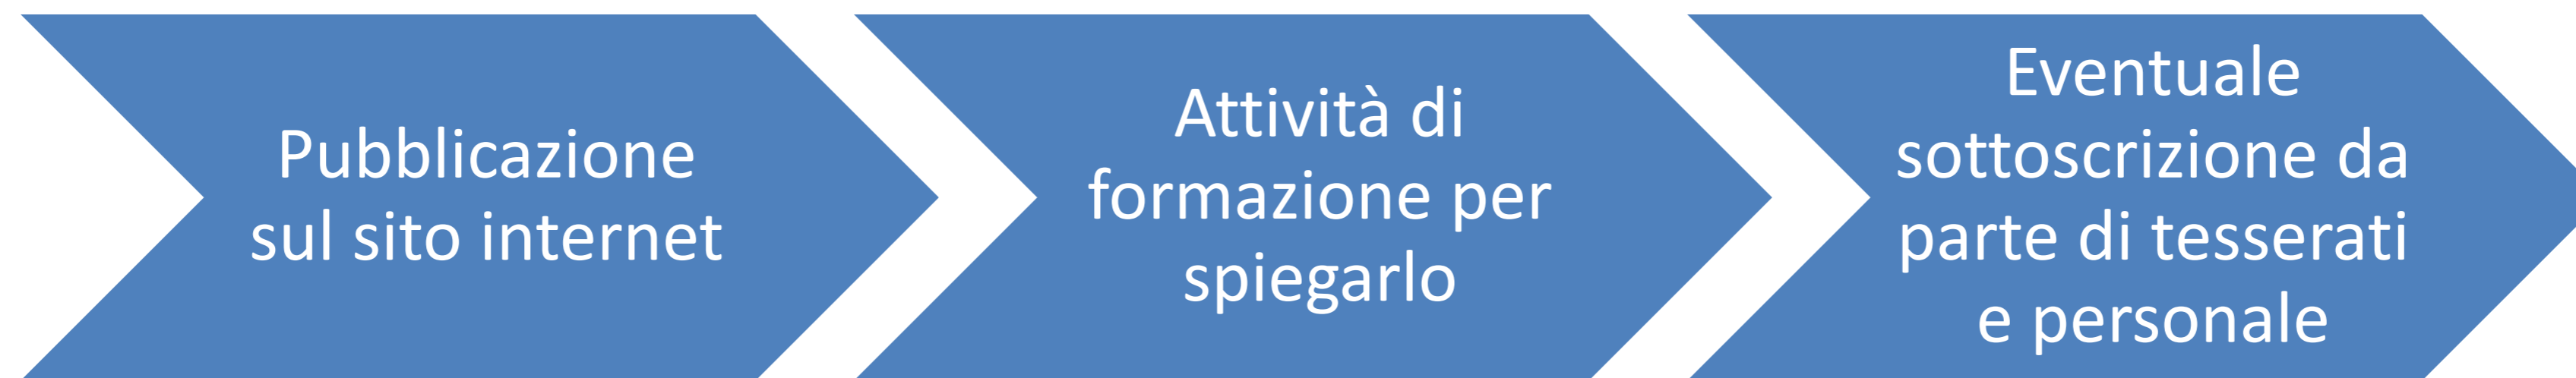 Pubblicazione
sul sito internet
Attività di
formazione per
spiegarlo
Eventuale
sottoscrizione da
parte di tesserati
e personale